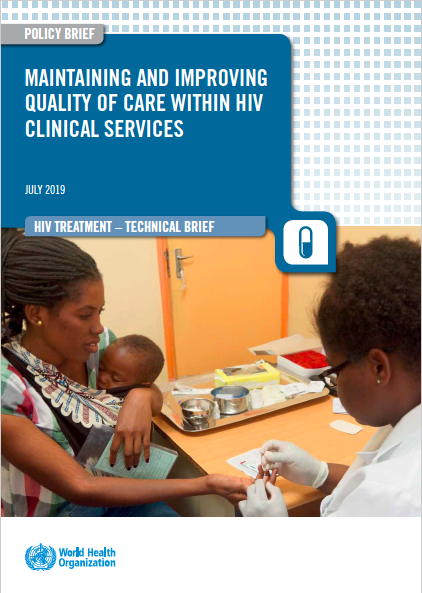 POLICY BRIEF
MAINTAINING AND IMPROVING
QUALITY OF CARE WITHIN HIV
CLINICAL SERVICES
JULY 2019
HIV TREATMENT – TECHNICAL BRIEF
World Health
Organization